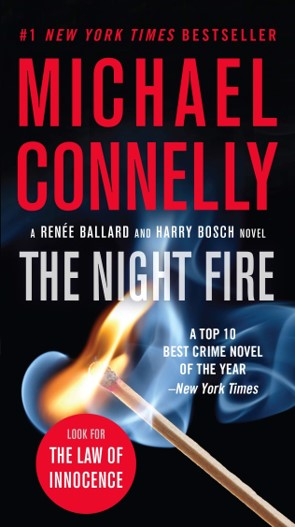 #1 NEW YORK TIMES BESTSELLER
MICHAEL
CONNELLY
A RENÉE BALLARD AND HARRY BOSCH NOVEL
THE NIGHT FIRE
A TOP 10
BEST CRIME NOVEL
OF THE YEAR
–New York Times
LOOK FOR
THE LAW OF
INNOCENCE